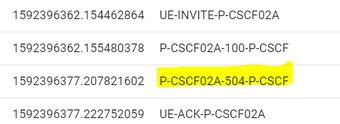 1592396362.154462864 UE-INVITE-P-CSCF02A
1592396362.155480378 P-CSCF02A-100-P-CSCF
1592396377.207821602 P-CSCF02A-504-P-CSCF
1592396377.222752059 UE-ACK-P-CSCF02A